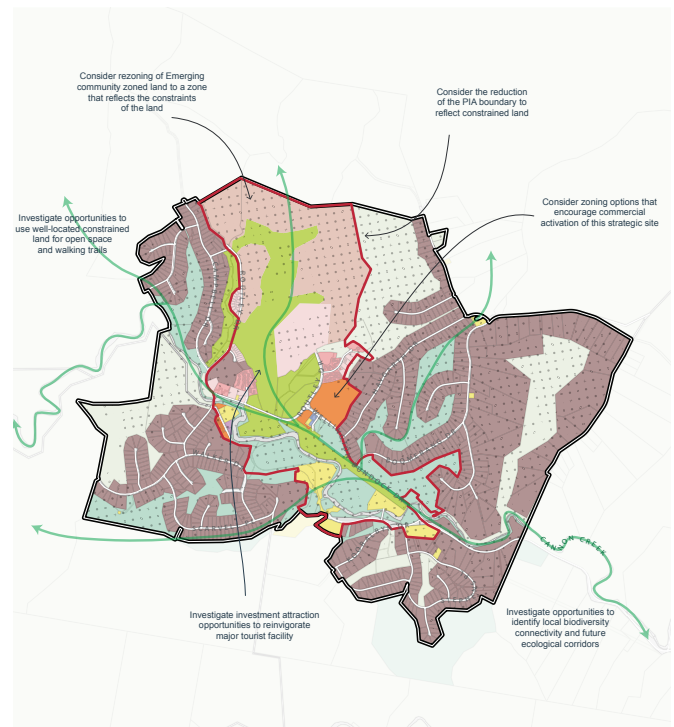 Consider rezoning of Emerging
community zoned land to a zone
that reflects the constraints
of the land
Consider the reduction
of the PIA boundary to
reflect constrained land
Consider zoning options that
encourage commercial
activation of this strategic site
Investigate opportunities to
use well-located constrained
land for open space
and walking trails
CANNON CREEK
Investigate investment attraction
opportunities to reinvigorate
major tourist facility
Investigate opportunities to
identify local biodiversity
connectivity and future
ecological corridors